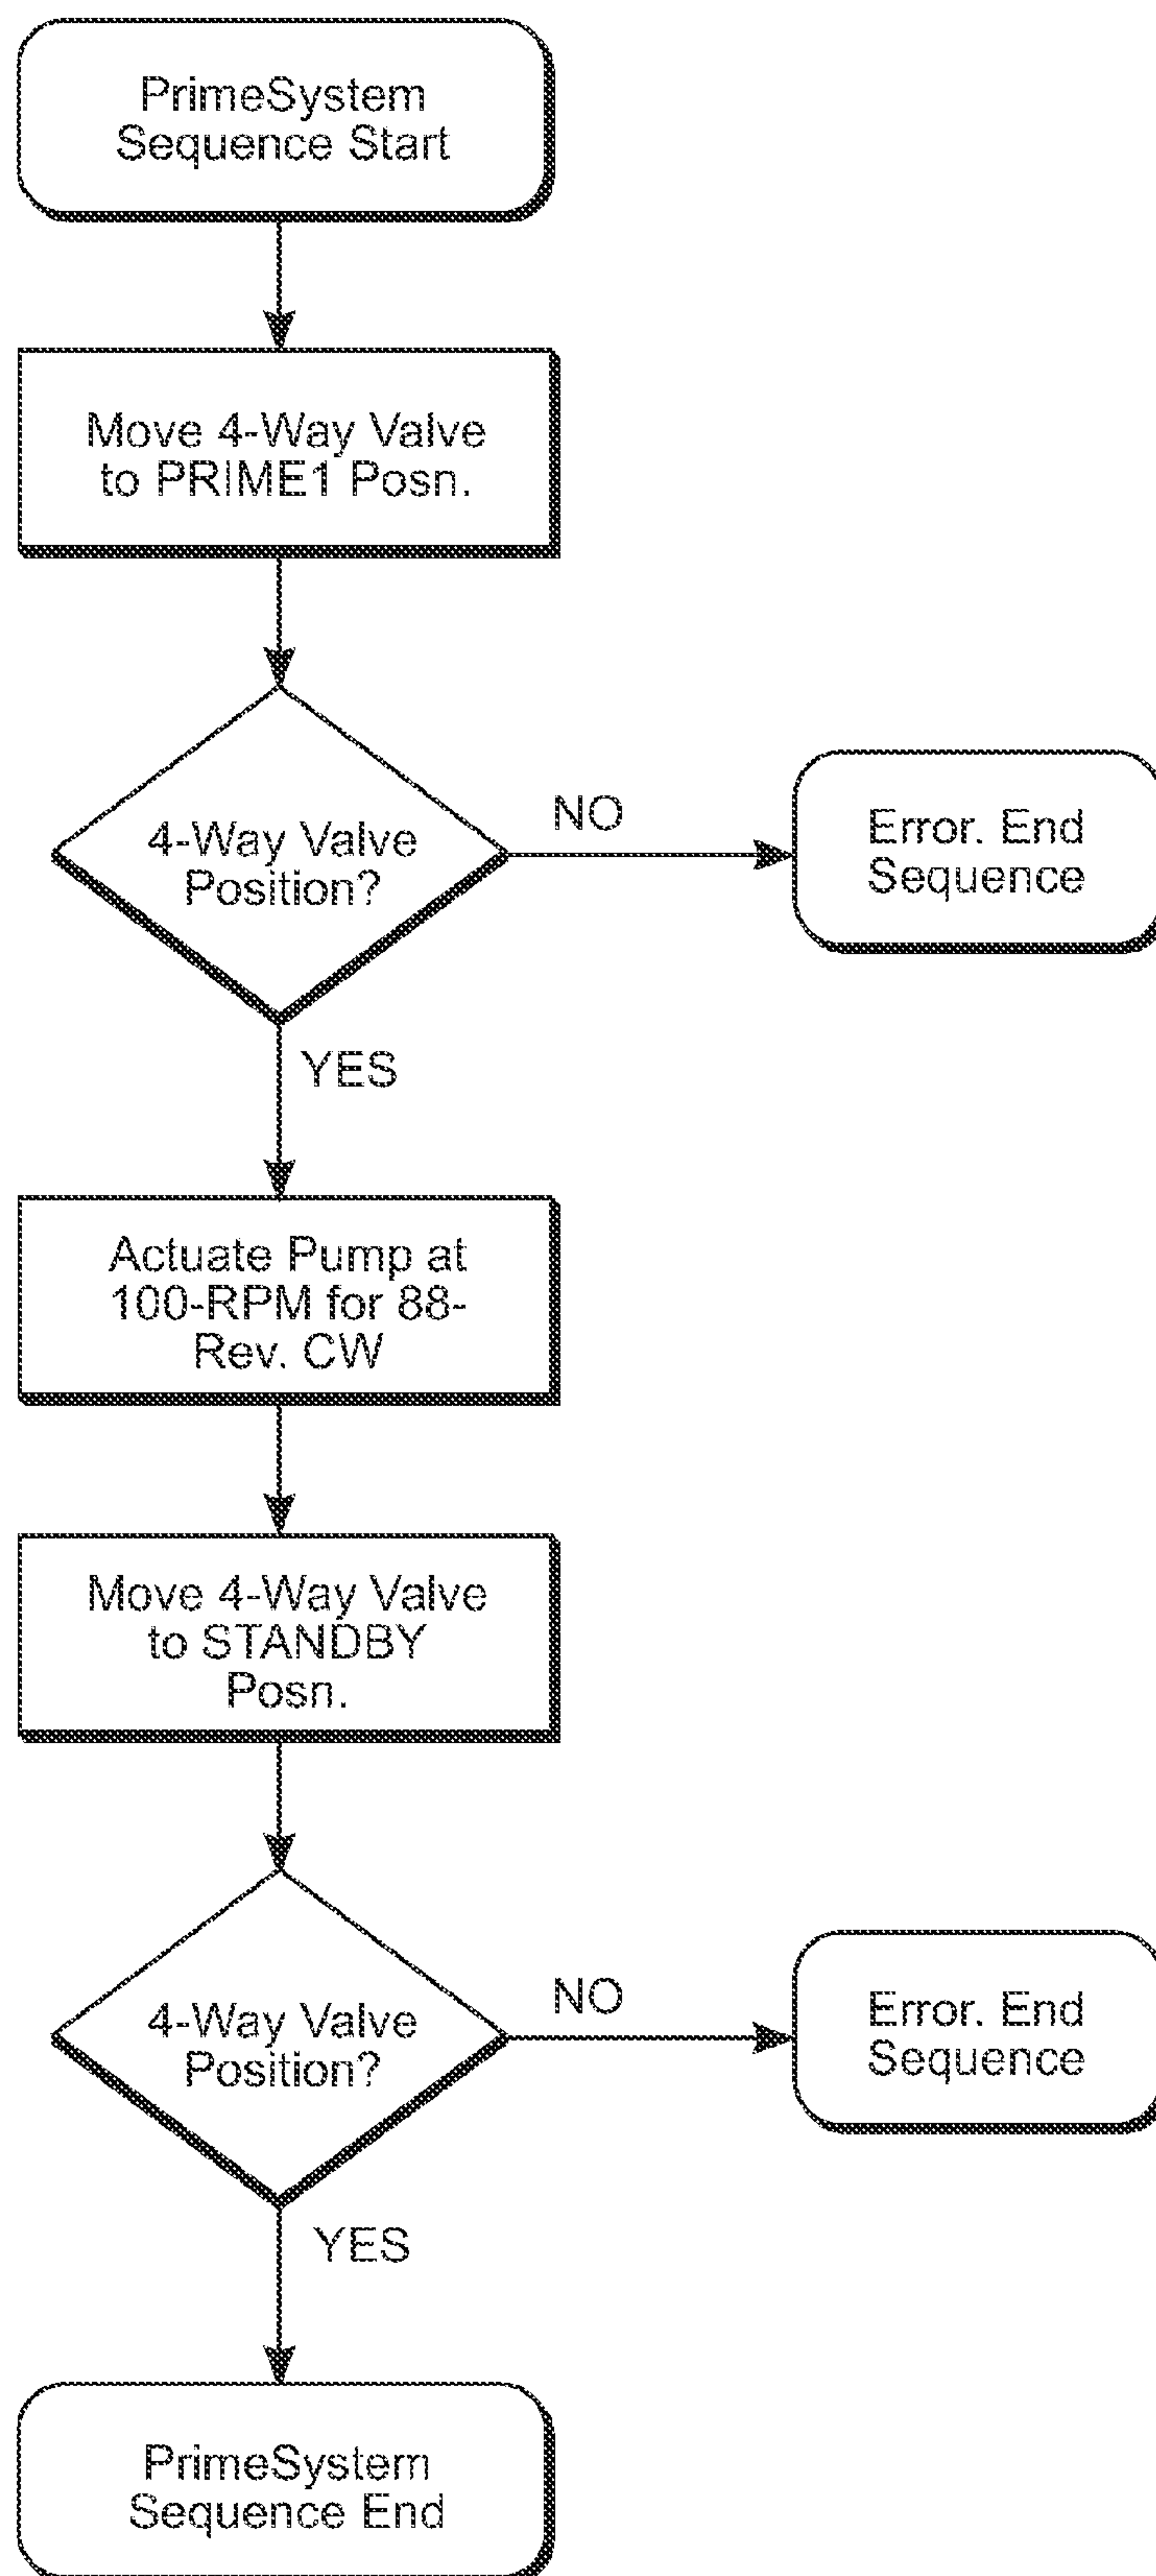 PrimeSystem
Sequence Start
Move 4-Way Valve
to PRIME1 Posn.
4-Way Valve
Position?
NO
Error. End
Sequence
YES
Actuate Pump at
100-RPM for 88-
Rev. CW
Move 4-Way Valve
to STANDBY
Posn.
4-Way Valve
Position?
NO
Error. End
Sequence
YES
PrimeSystem
Sequence End